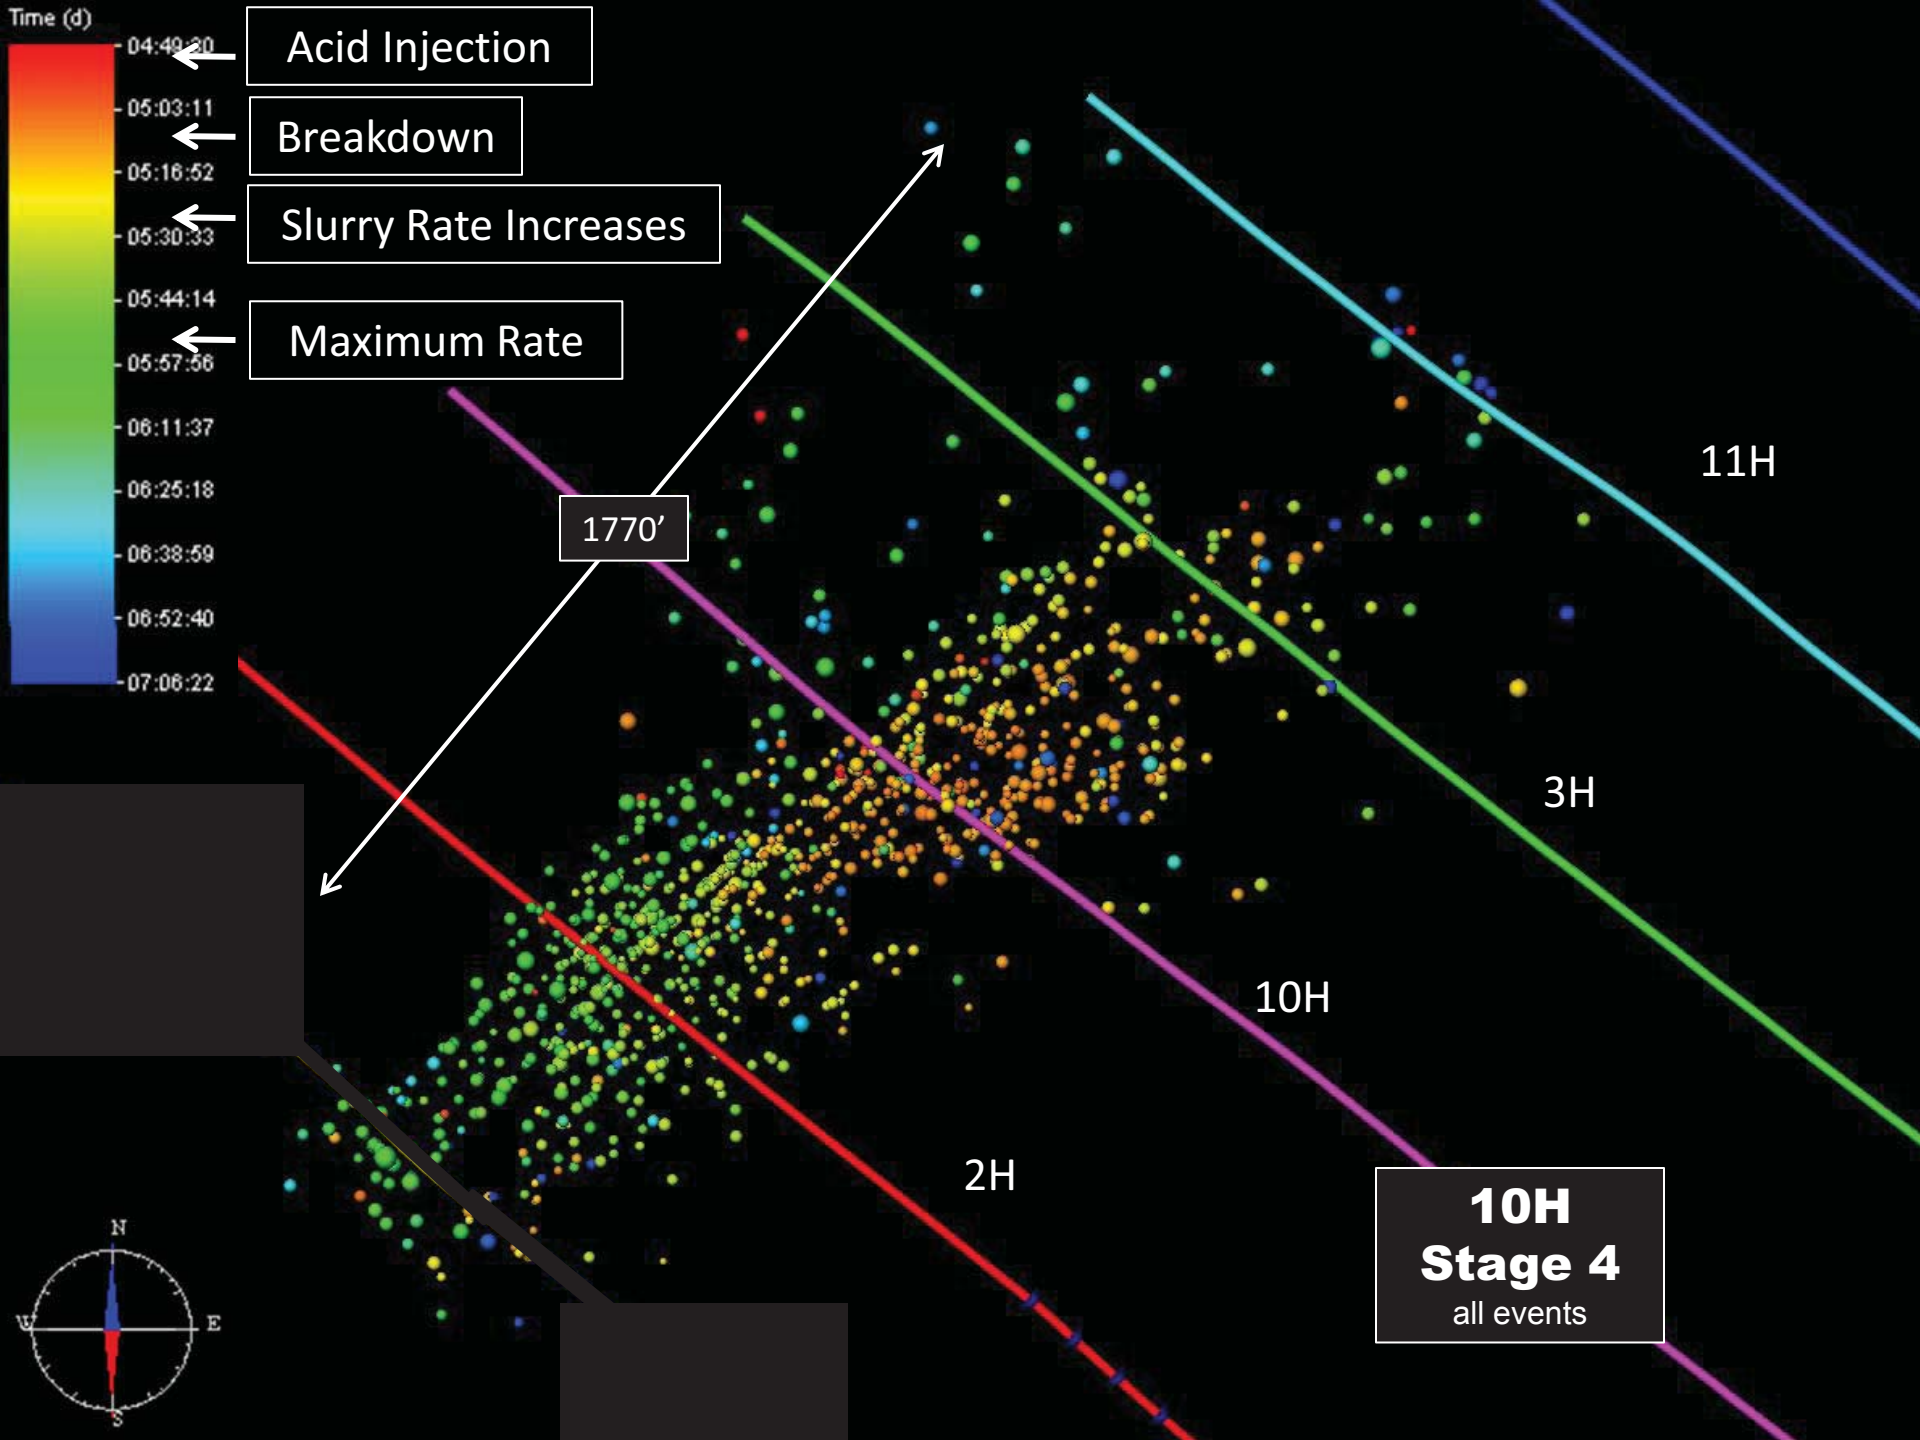 Time (d)
04:49:30
Acid Injection
05:03:11
Breakdown
05:16:52
Slurry Rate Increases
05:30:33
05:44:14
Maximum Rate
05:57:56
06:11:37
06:25:18
06:38:59
06:52:40
07:06:22
11H
1770’
3H
10H
2H
10H
Stage 4
all events
N
W
E
S